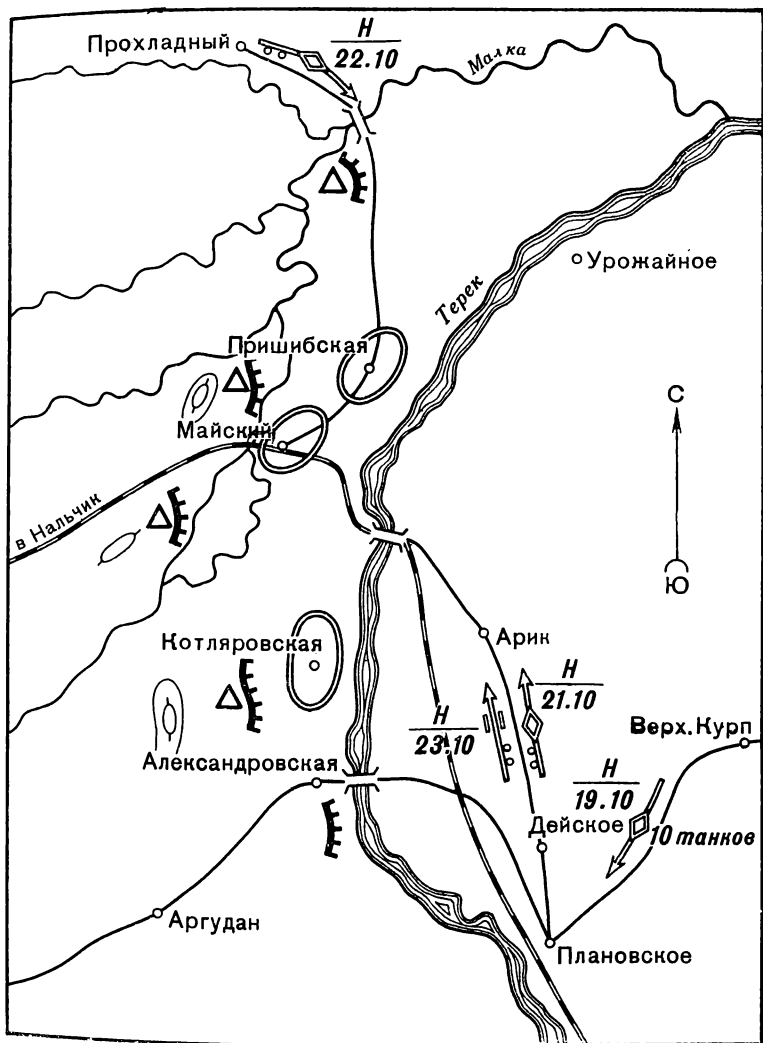 Прохладный
Н
22.10
Малка
Урожайное
Терек
Пришибская
С
Майский
в Нальчик
Ю
Арик
Котляровская
Н
21.10
Н
23.10
Верх. Курп
Александровская
Н
19.10
Дейское
10 танков
Аргудан
Плановское